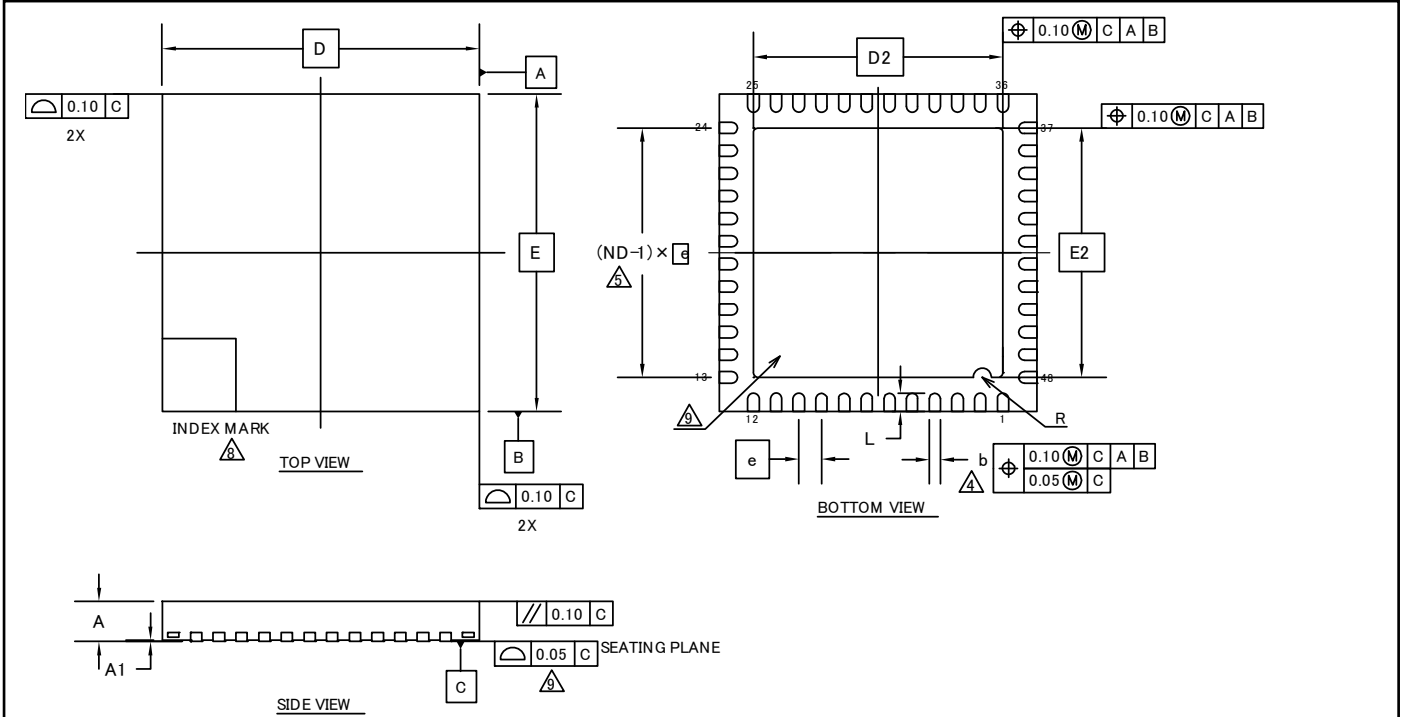 D
A
⌓ 0.10 C
2X
E
INDEX MARK
8
TOP VIEW
B
⌓ 0.10 C
2X
⌖ 0.10 Ⓜ C A B
D2
25
36
⌖ 0.10 Ⓜ C A B
24
37
(ND-1)× e
5
E2
13
48
9
12
1
R
L
e
b
4
⌖ 0.10 Ⓜ C A B
0.05 Ⓜ C
BOTTOM VIEW
A
A1
// 0.10 C
⌓ 0.05 C SEATING PLANE
9
C
SIDE VIEW